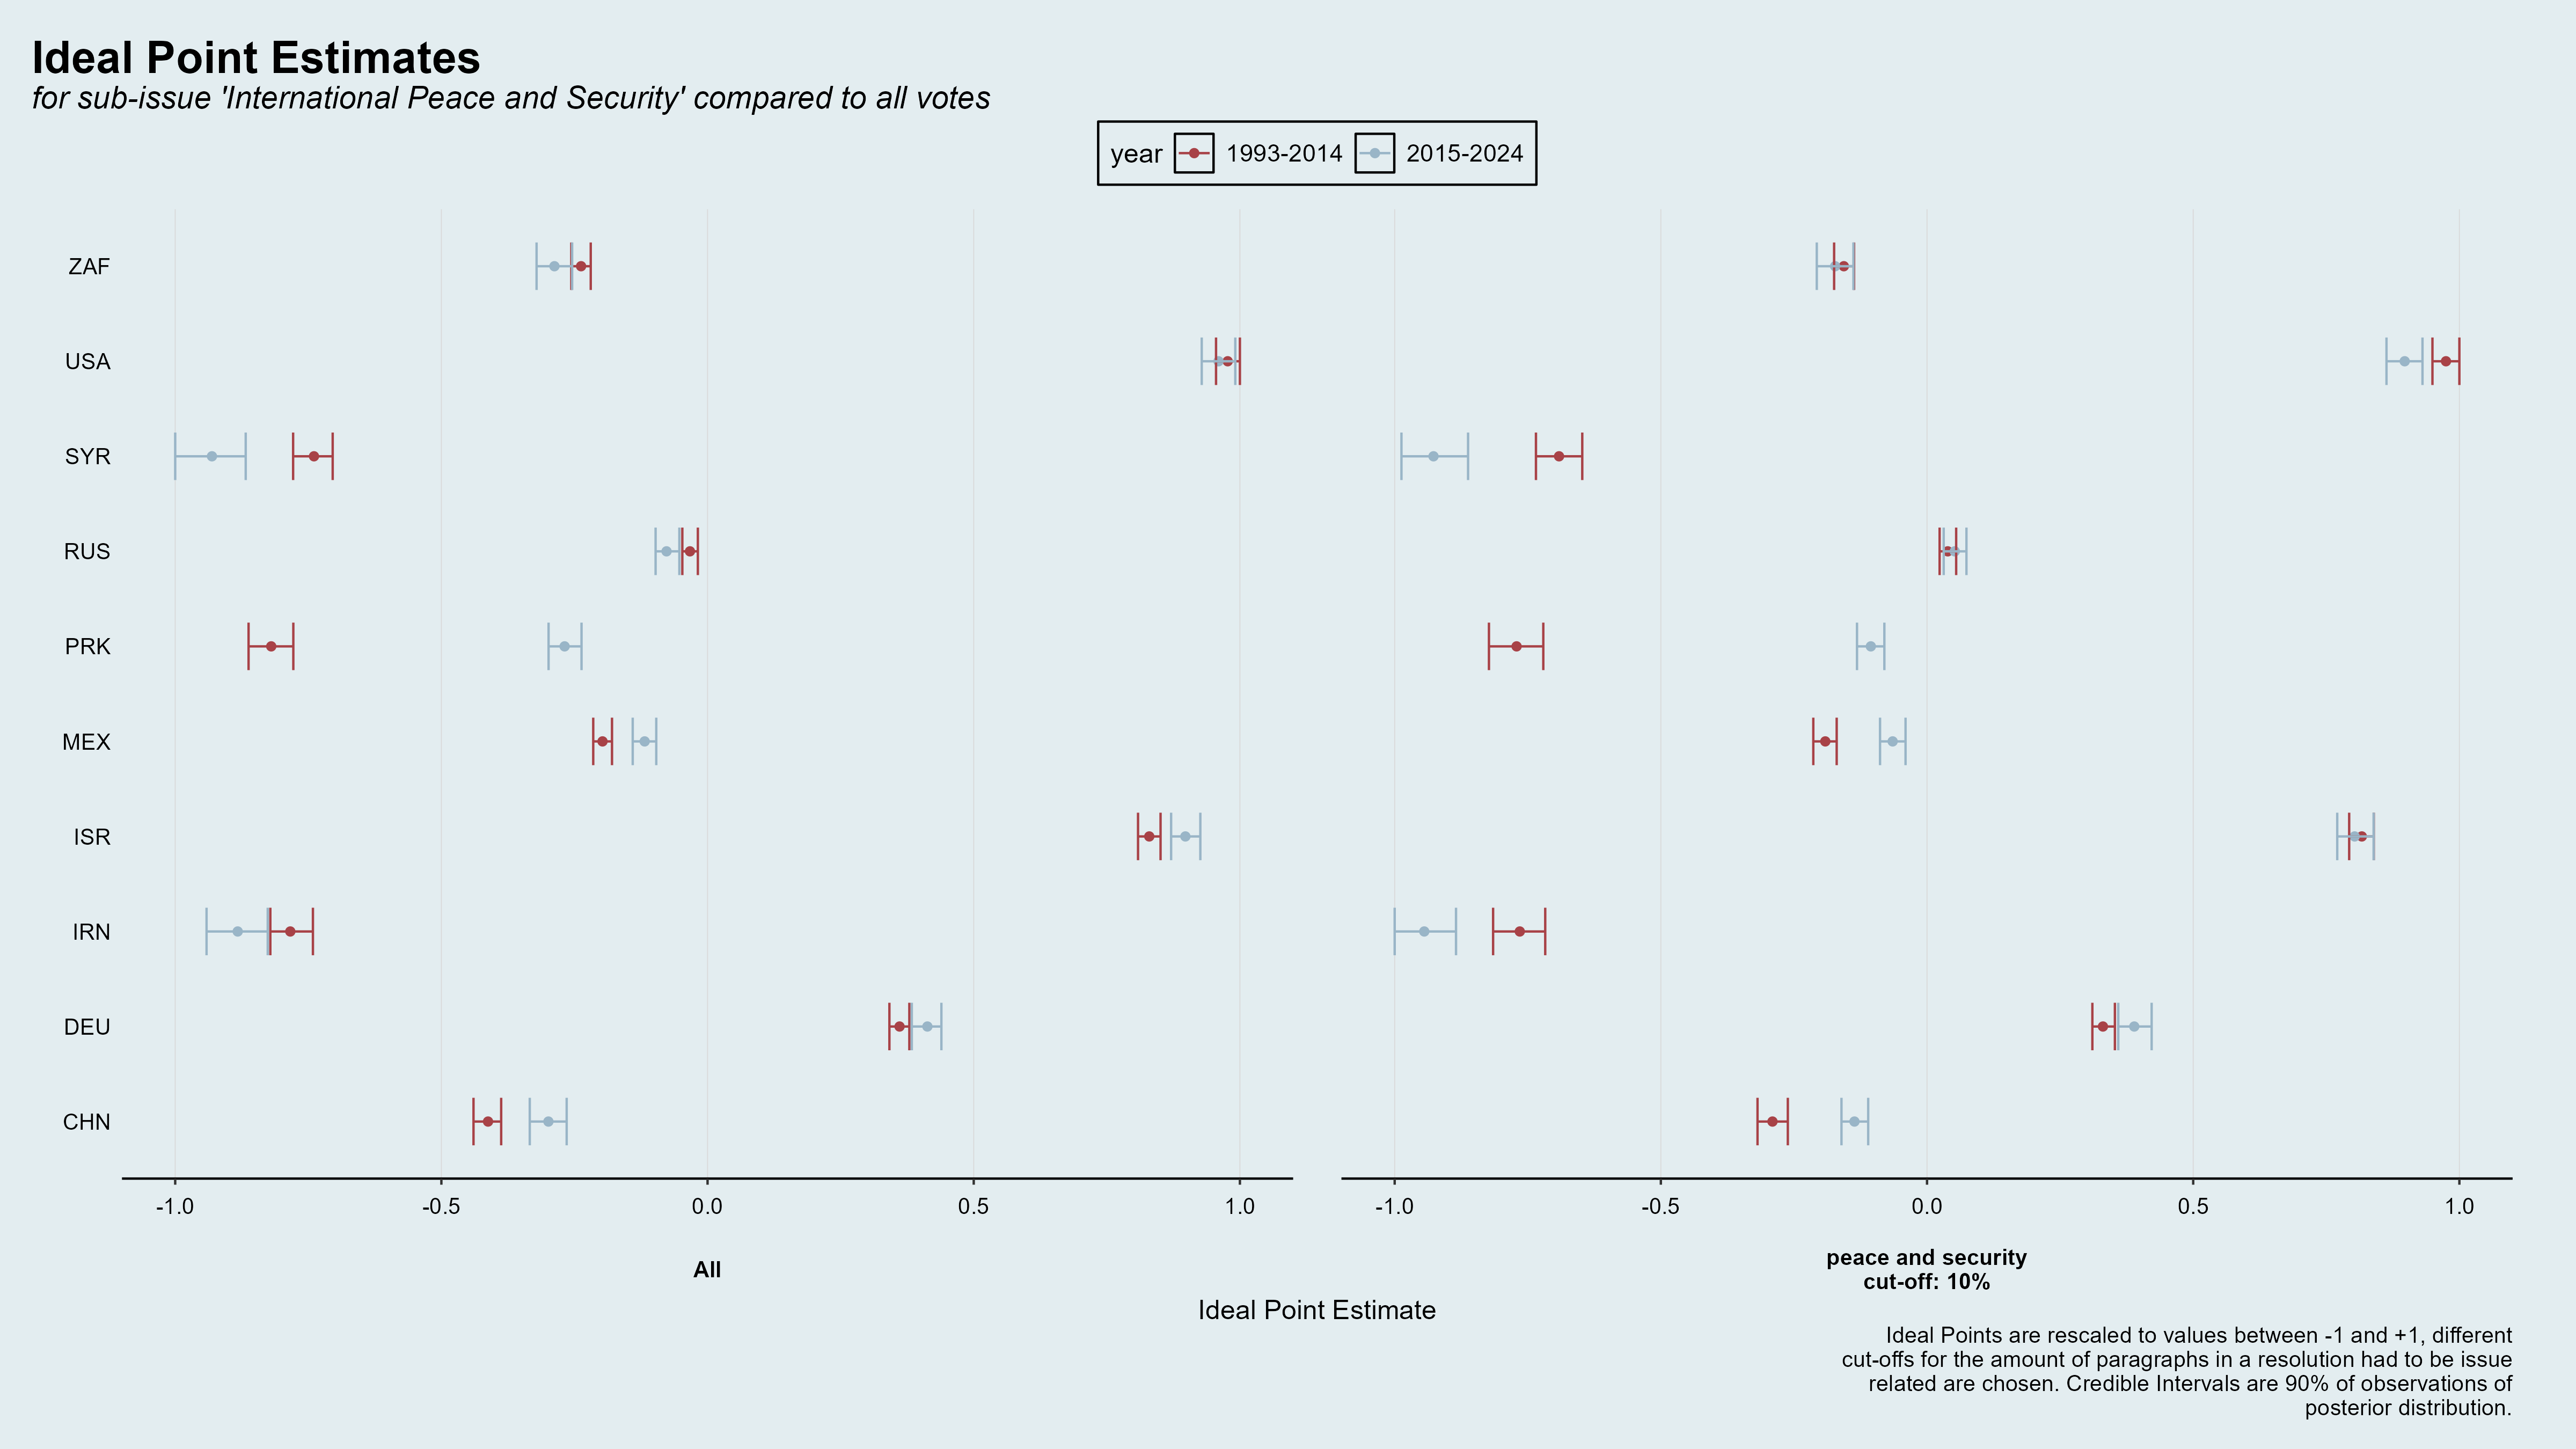 Ideal Point Estimates
for sub-issue 'International Peace and Security' compared to all votes
year 1993-2014 2015-2024
ZAF
USA
SYR
RUS
PRK
MEX
ISR
IRN
DEU
CHN
-1.0 -0.5 0.0 0.5 1.0 -1.0 -0.5 0.0 0.5 1.0
All
peace and security
cut-off: 10%
Ideal Point Estimate
Ideal Points are rescaled to values between -1 and +1, different
cut-offs for the amount of paragraphs in a resolution had to be issue
related are chosen. Credible Intervals are 90% of observations of
posterior distribution.